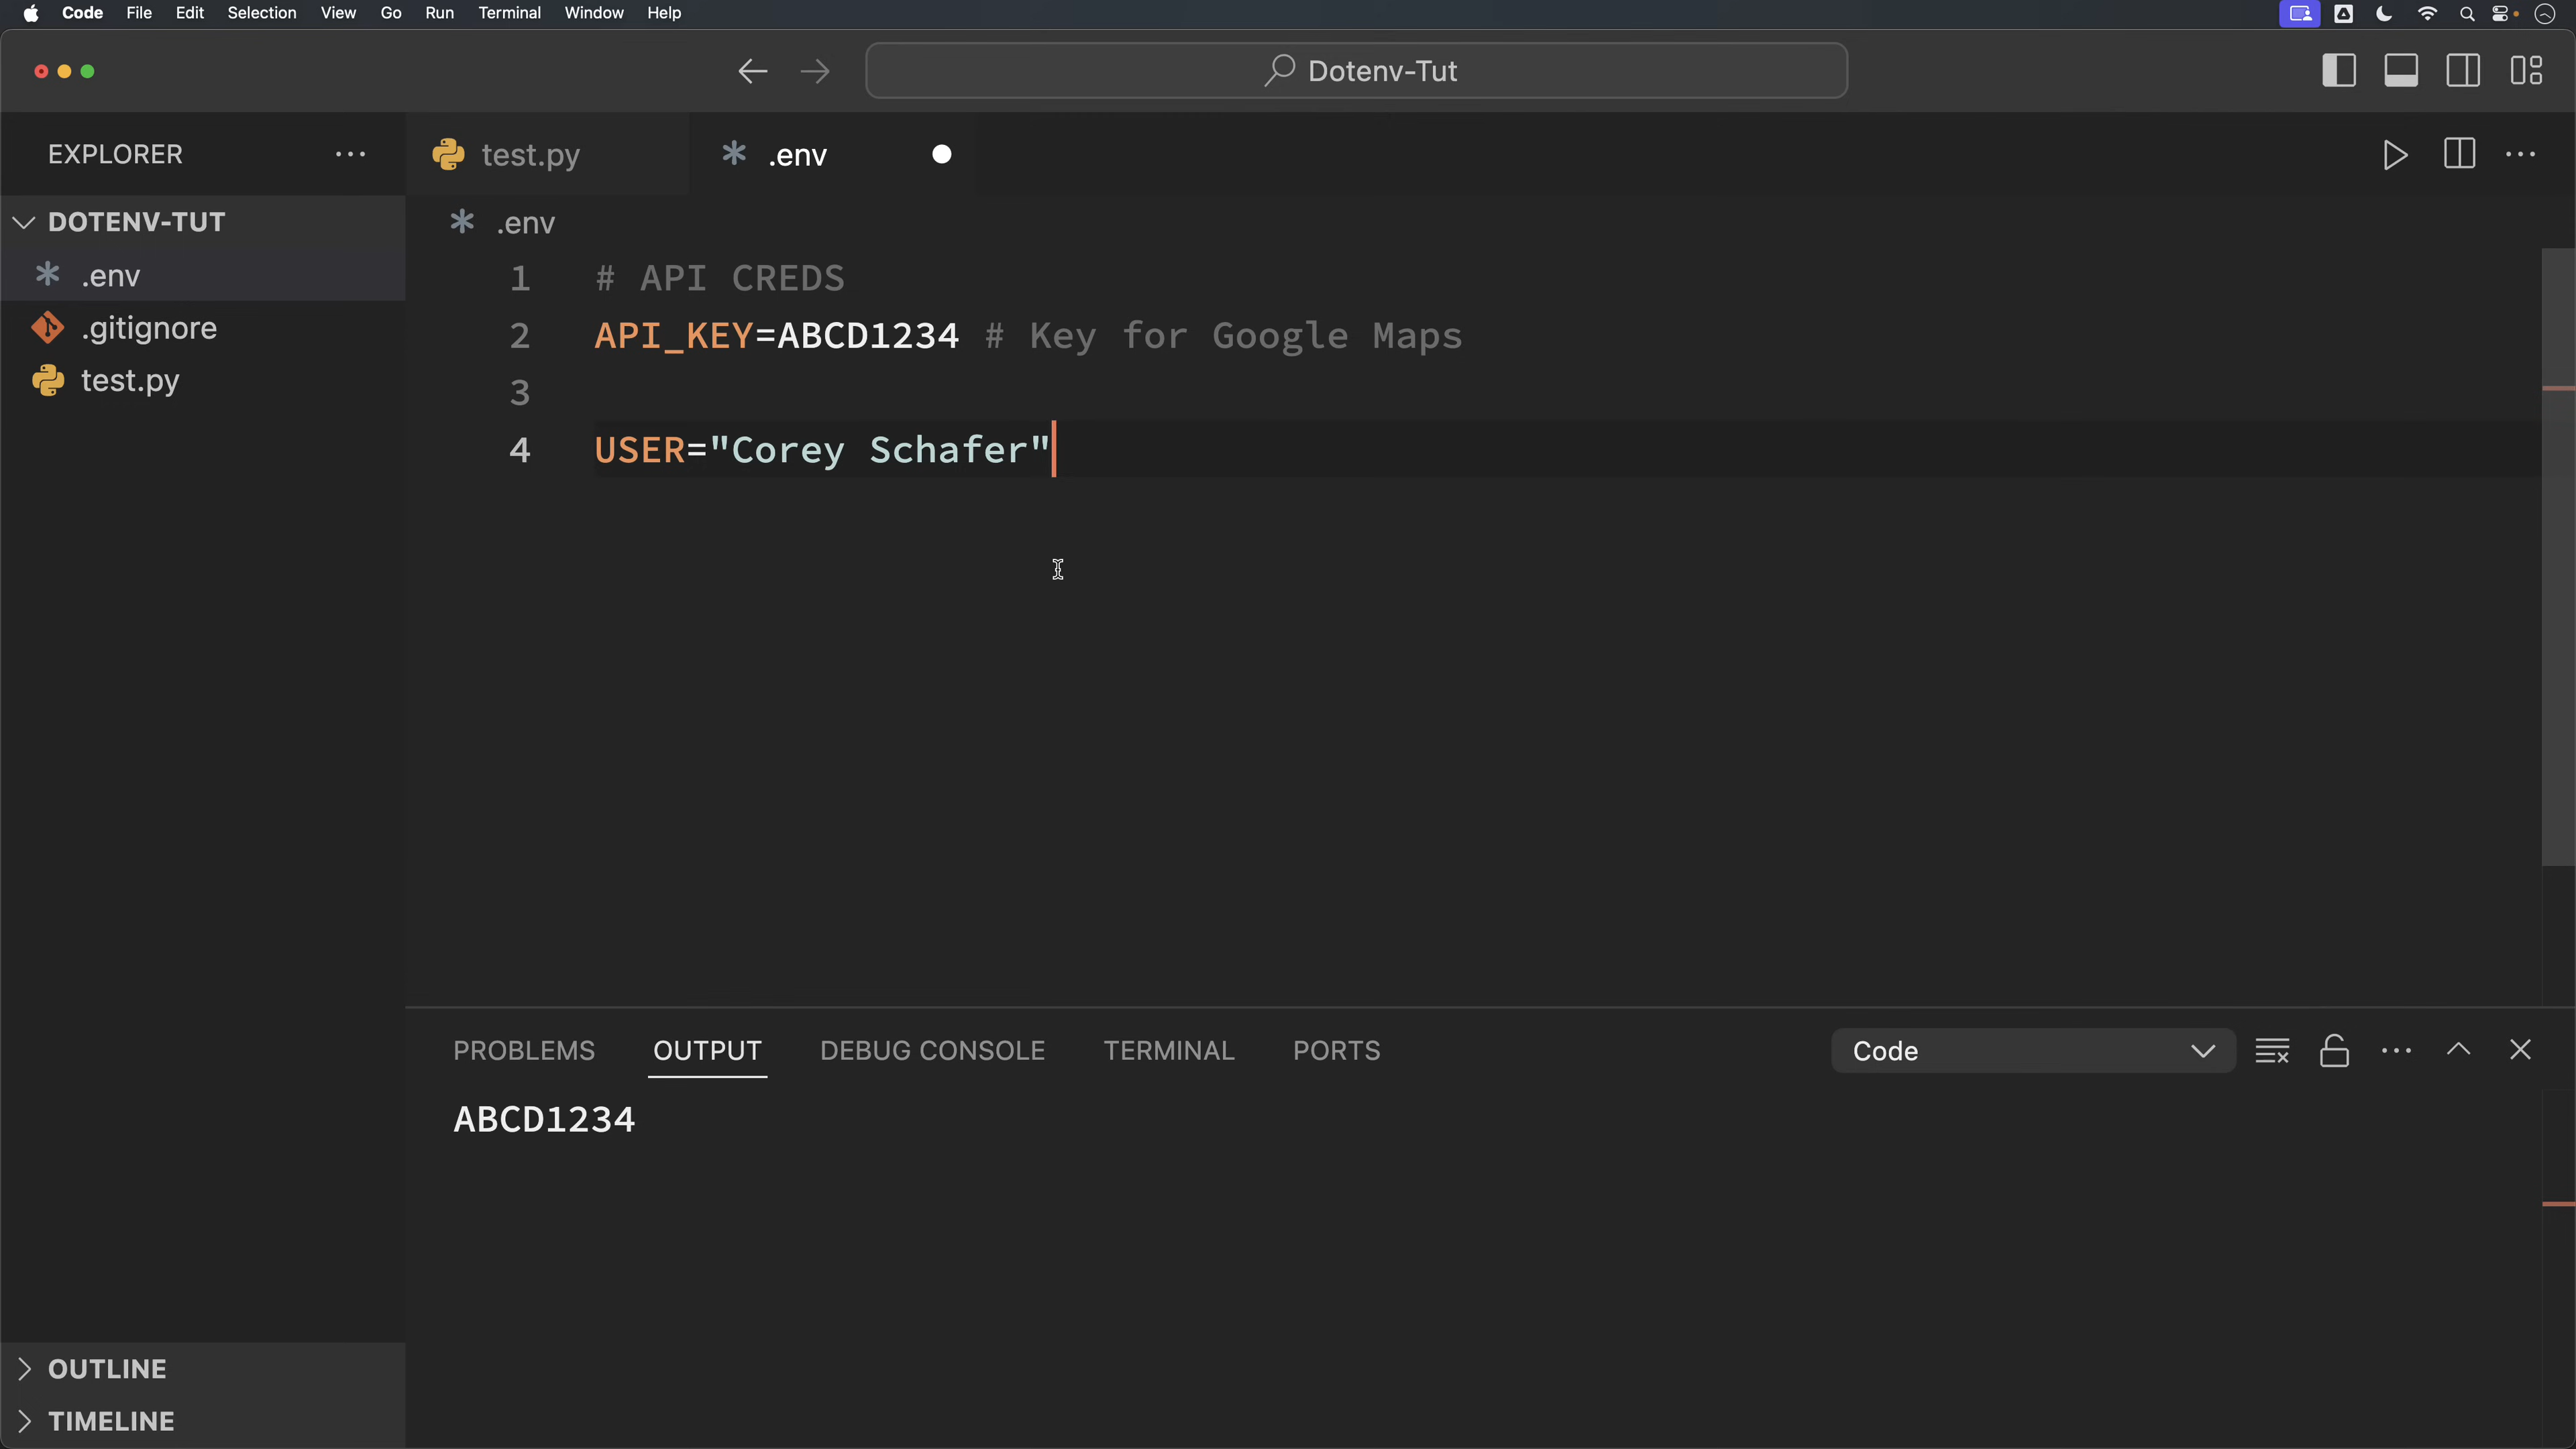 Code File Edit Selection View Go Run Terminal Window Help
Dotenv-Tut
EXPLORER
test.py
.env
DOTENV-TUT
.env
.gitignore
test.py
.env
1 # API CREDS
2 API_KEY=ABCD1234 # Key for Google Maps
3
4 USER="Corey Schafer"
PROBLEMS OUTPUT DEBUG CONSOLE TERMINAL PORTS
Code
ABCD1234
OUTLINE
TIMELINE